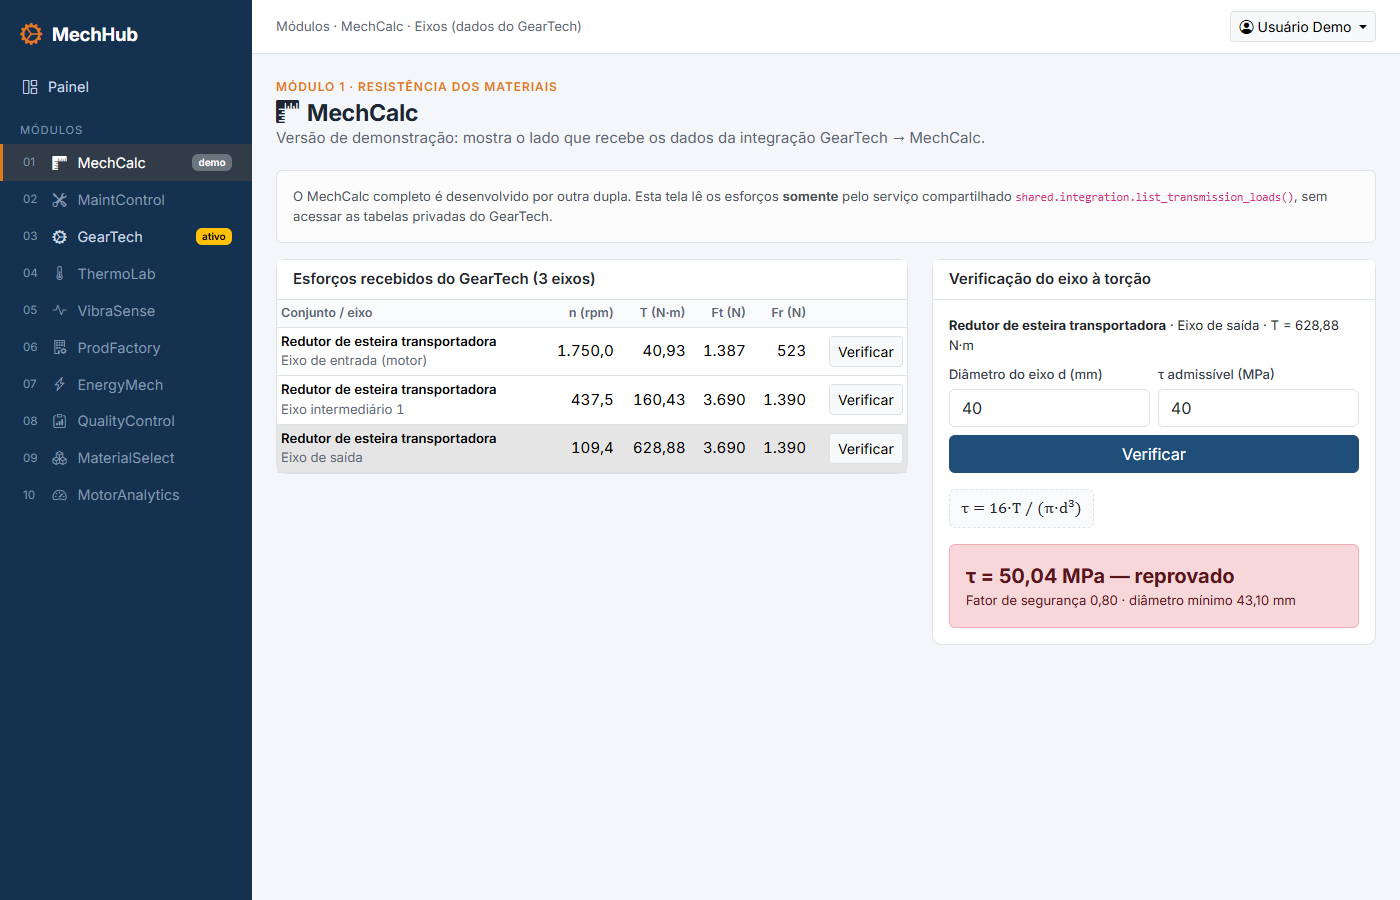 MechHub
Painel
MÓDULOS
01 MechCalc demo
02 MaintControl
03 GearTech ativo
04 ThermoLab
05 VibraSense
06 ProdFactory
07 EnergyMech
08 QualityControl
09 MaterialSelect
10 MotorAnalytics
Módulos · MechCalc · Eixos (dados do GearTech)
Usuário Demo
MÓDULO 1 · RESISTÊNCIA DOS MATERIAIS
MechCalc
Versão de demonstração: mostra o lado que recebe os dados da integração GearTech → MechCalc.
O MechCalc completo é desenvolvido por outra dupla. Esta tela lê os esforços somente pelo serviço compartilhado shared.integration.list_transmission_loads(), sem
acessar as tabelas privadas do GearTech.
Esforços recebidos do GearTech (3 eixos)
Conjunto / eixo n (rpm) T (N·m) Ft (N) Fr (N)
Redutor de esteira transportadora
Eixo de entrada (motor) 1.750,0 40,93 1.387 523 Verificar
Redutor de esteira transportadora
Eixo intermediário 1 437,5 160,43 3.690 1.390 Verificar
Redutor de esteira transportadora
Eixo de saída 109,4 628,88 3.690 1.390 Verificar
Verificação do eixo à torção
Redutor de esteira transportadora · Eixo de saída · T = 628,88
N·m
Diâmetro do eixo d (mm) τ admissível (MPa)
40 40
Verificar
τ = 16·T / (π·d³)
τ = 50,04 MPa — reprovado
Fator de segurança 0,80 · diâmetro mínimo 43,10 mm